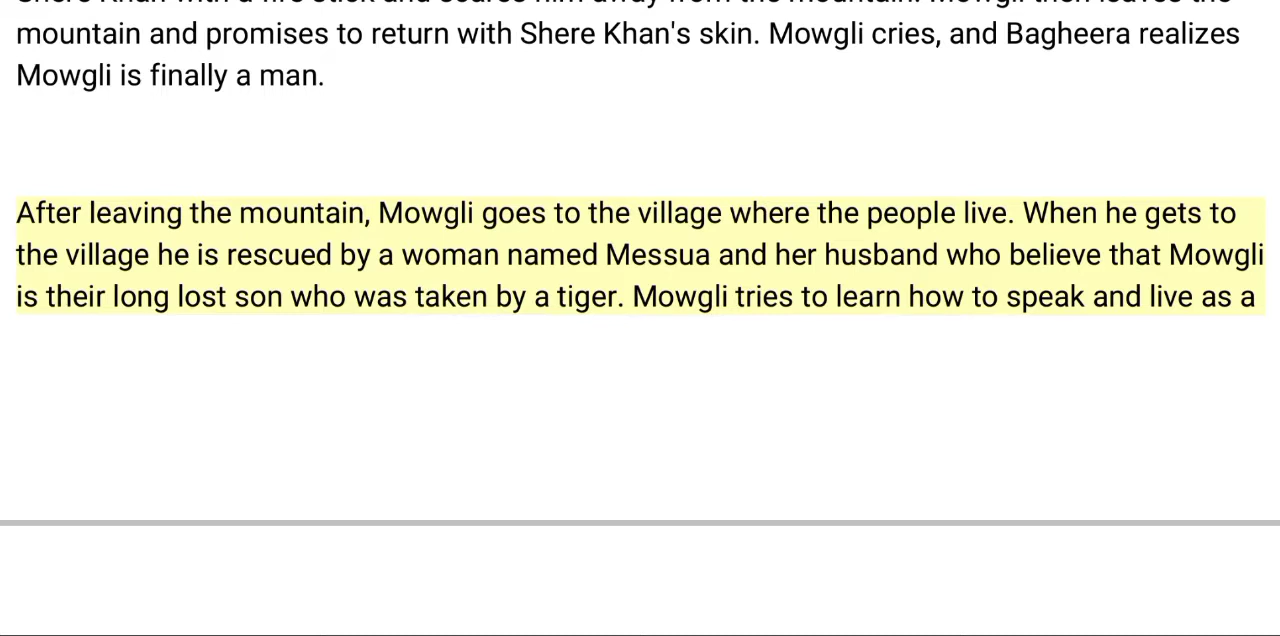 mountain and promises to return with Shere Khan's skin. Mowgli cries, and Bagheera realizes
Mowgli is finally a man.
After leaving the mountain, Mowgli goes to the village where the people live. When he gets to
the village he is rescued by a woman named Messua and her husband who believe that Mowgli
is their long lost son who was taken by a tiger. Mowgli tries to learn how to speak and live as a